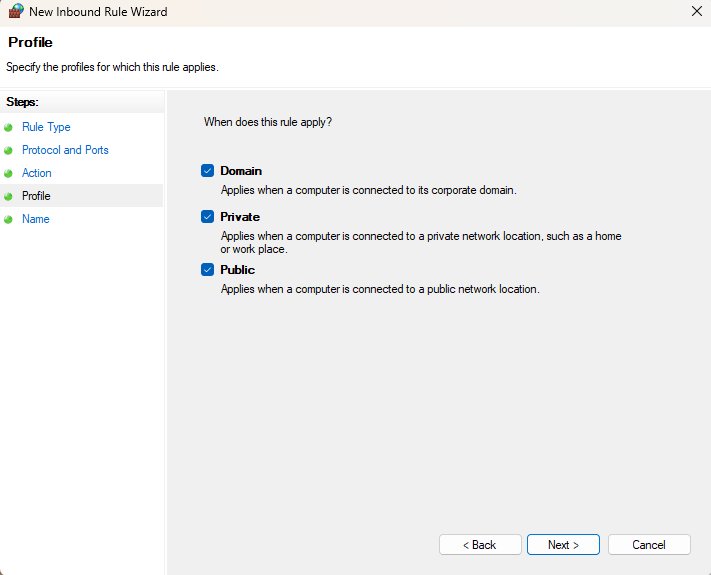 New Inbound Rule Wizard
Profile
Specify the profiles for which this rule applies.
Steps:
Rule Type
Protocol and Ports
Action
Profile
Name
When does this rule apply?
Domain
Applies when a computer is connected to its corporate domain.
Private
Applies when a computer is connected to a private network location, such as a home
or work place.
Public
Applies when a computer is connected to a public network location.
< Back
Next >
Cancel